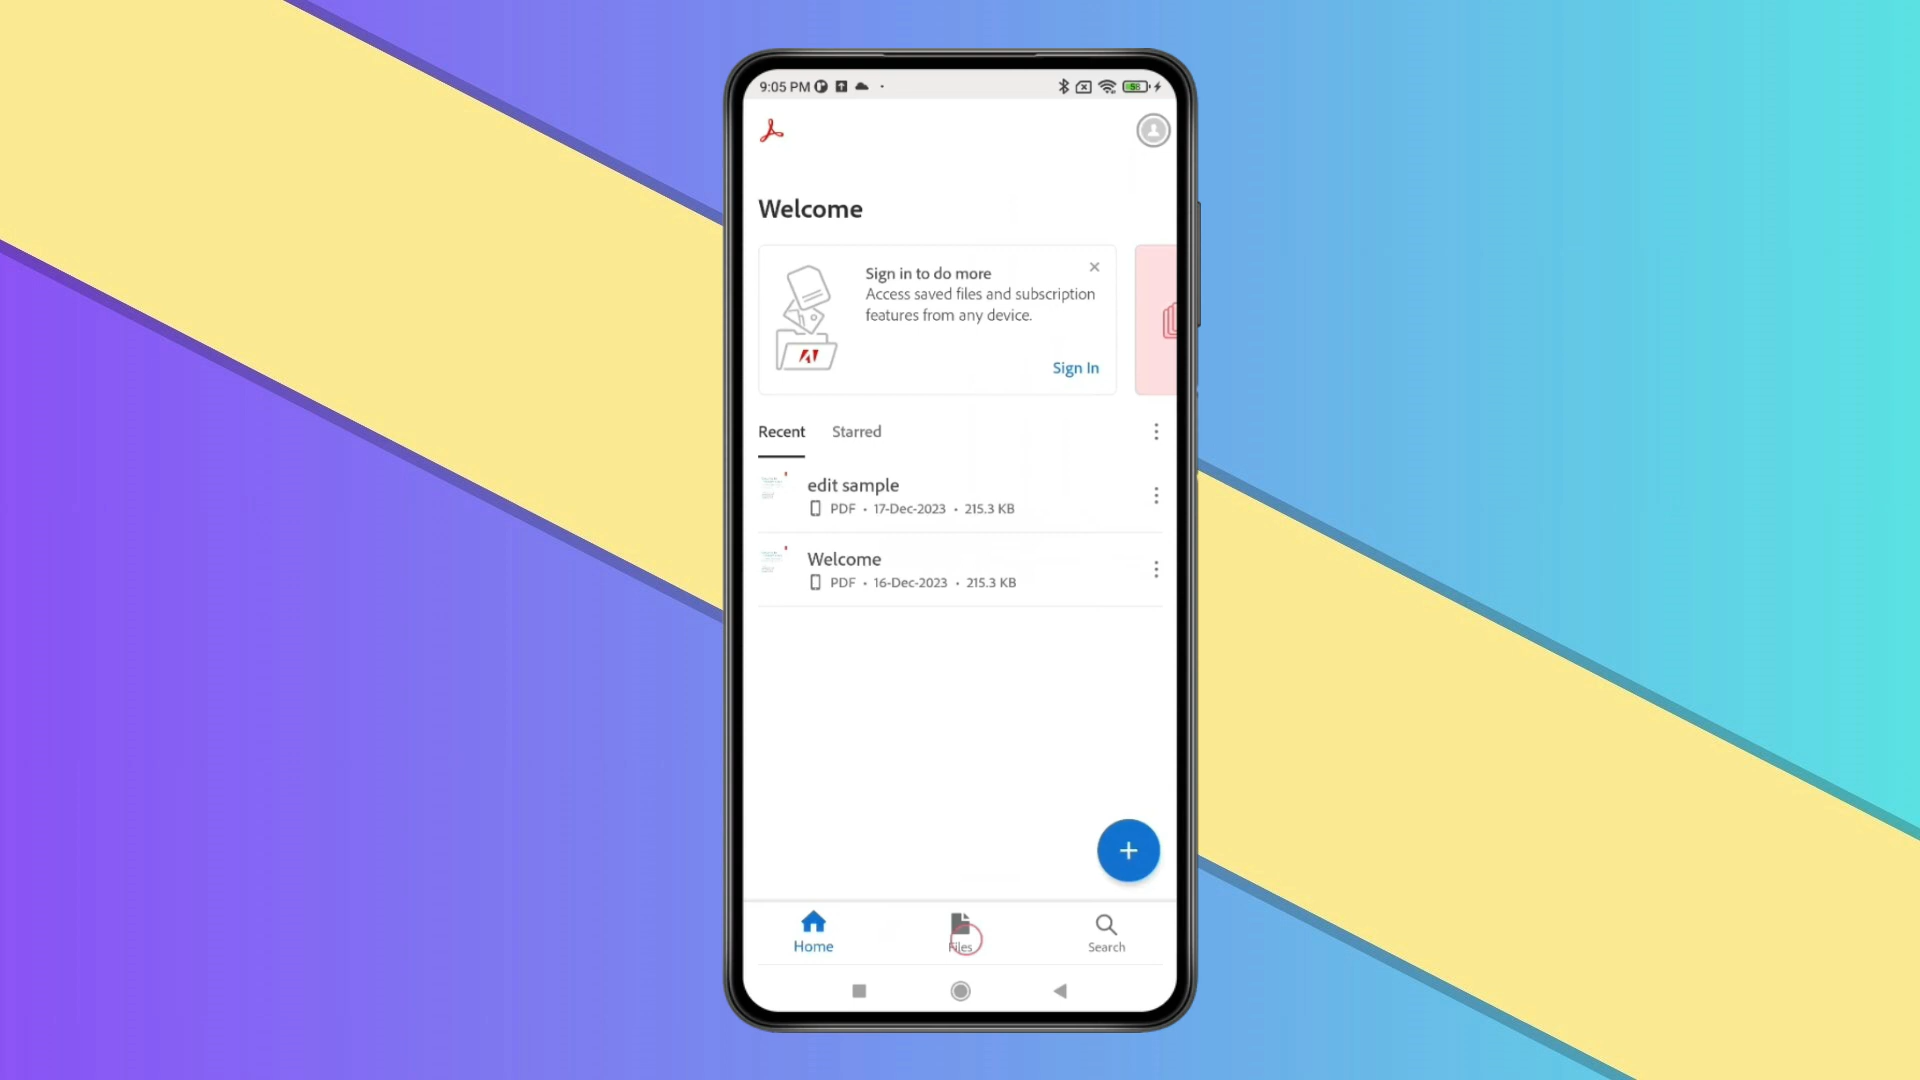 9:05 PM
58
Welcome
Sign in to do more
Access saved files and subscription
features from any device.
Sign In
Recent Starred
edit sample
PDF • 17-Dec-2023 • 215.3 KB
Welcome
PDF • 16-Dec-2023 • 215.3 KB
Home Files Search